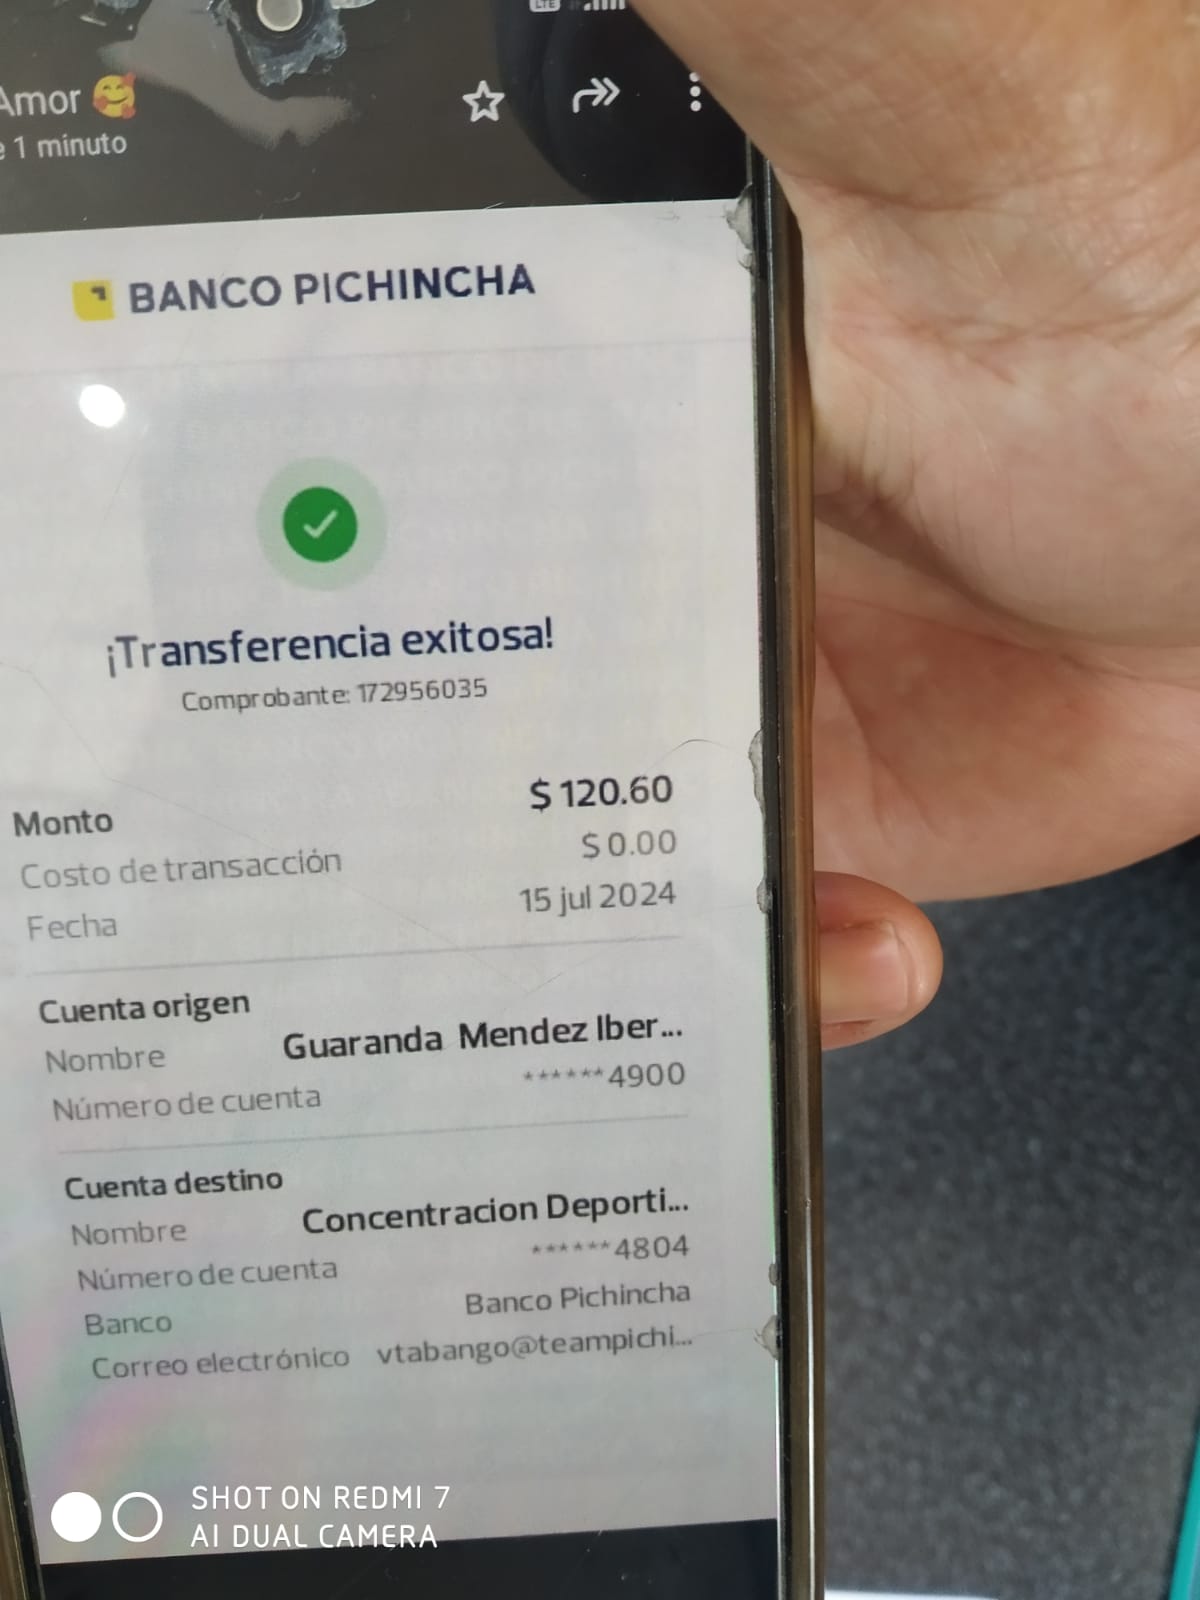 Amor 🥰
e 1 minuto
BANCO PICHINCHA
¡Transferencia exitosa!
Comprobante: 172956035
Monto $ 120.60
Costo de transacción $ 0.00
Fecha 15 jul 2024
Cuenta origen
Nombre Guaranda Mendez Iber...
Número de cuenta ******4900
Cuenta destino
Nombre Concentracion Deporti...
Número de cuenta ******4804
Banco Banco Pichincha
Correo electrónico vtabango@teampichi...
SHOT ON REDMI 7
AI DUAL CAMERA